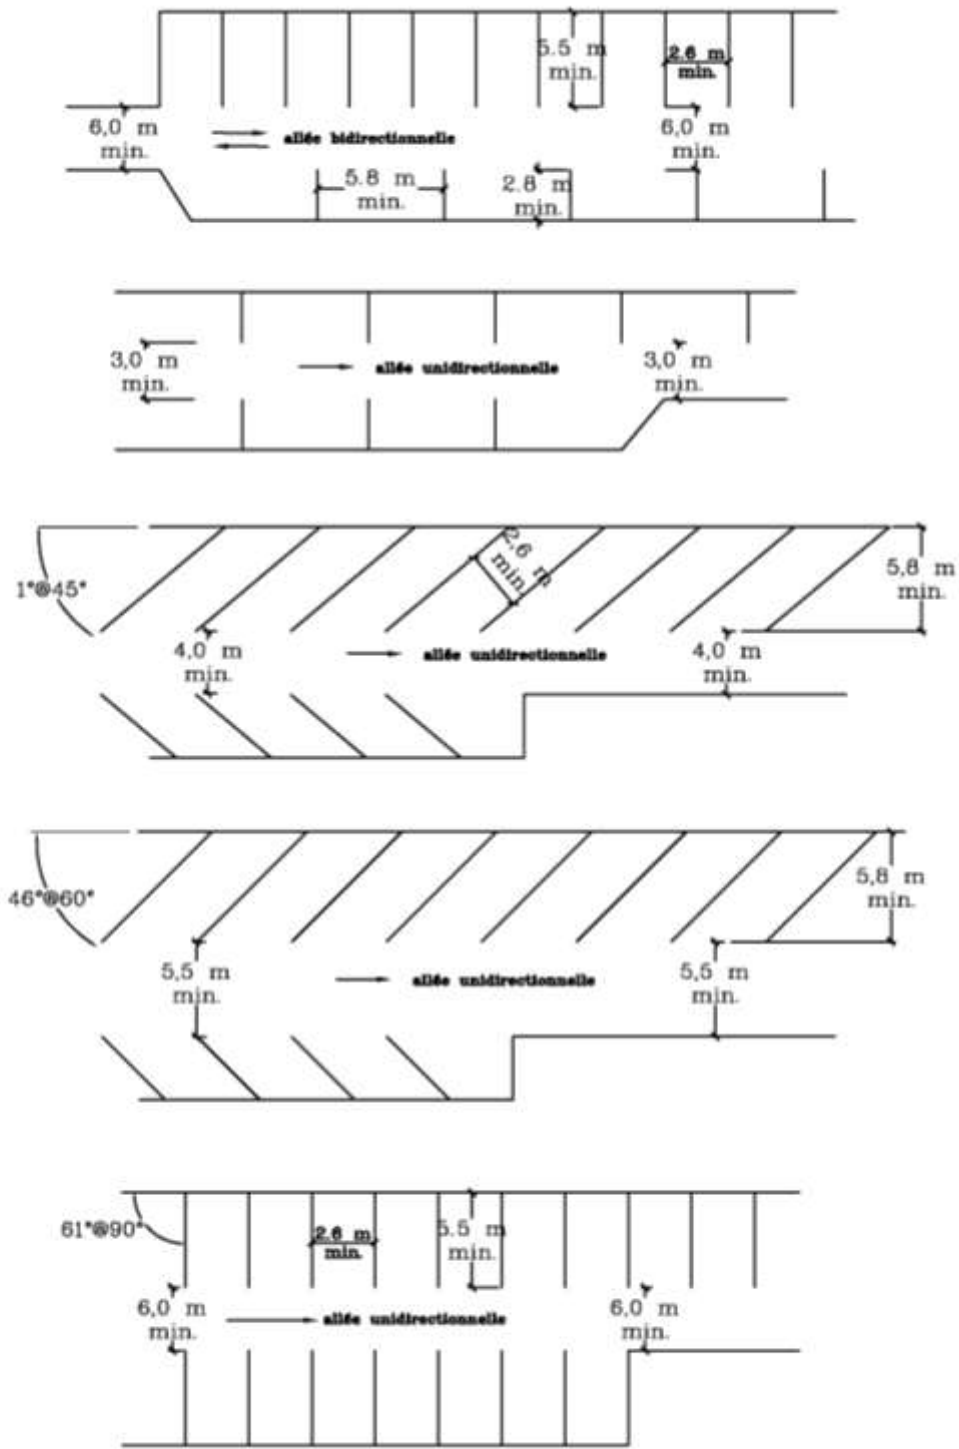 5.5 m
min.
2.6 m
min.
6,0 m
min.
allée bidirectionnelle
6,0 m
min.
5.8 m
min.
2.8 m
min.
3,0 m
min.
allée unidirectionnelle
3,0 m
min.
2,6 m
min.
1°@45°
5,8 m
min.
4,0 m
min.
allée unidirectionnelle
4,0 m
min.
46°@60°
5,8 m
min.
5,5 m
min.
allée unidirectionnelle
5,5 m
min.
61°@90°
2.6 m
min.
5.5 m
min.
6,0 m
min.
allée unidirectionnelle
6,0 m
min.